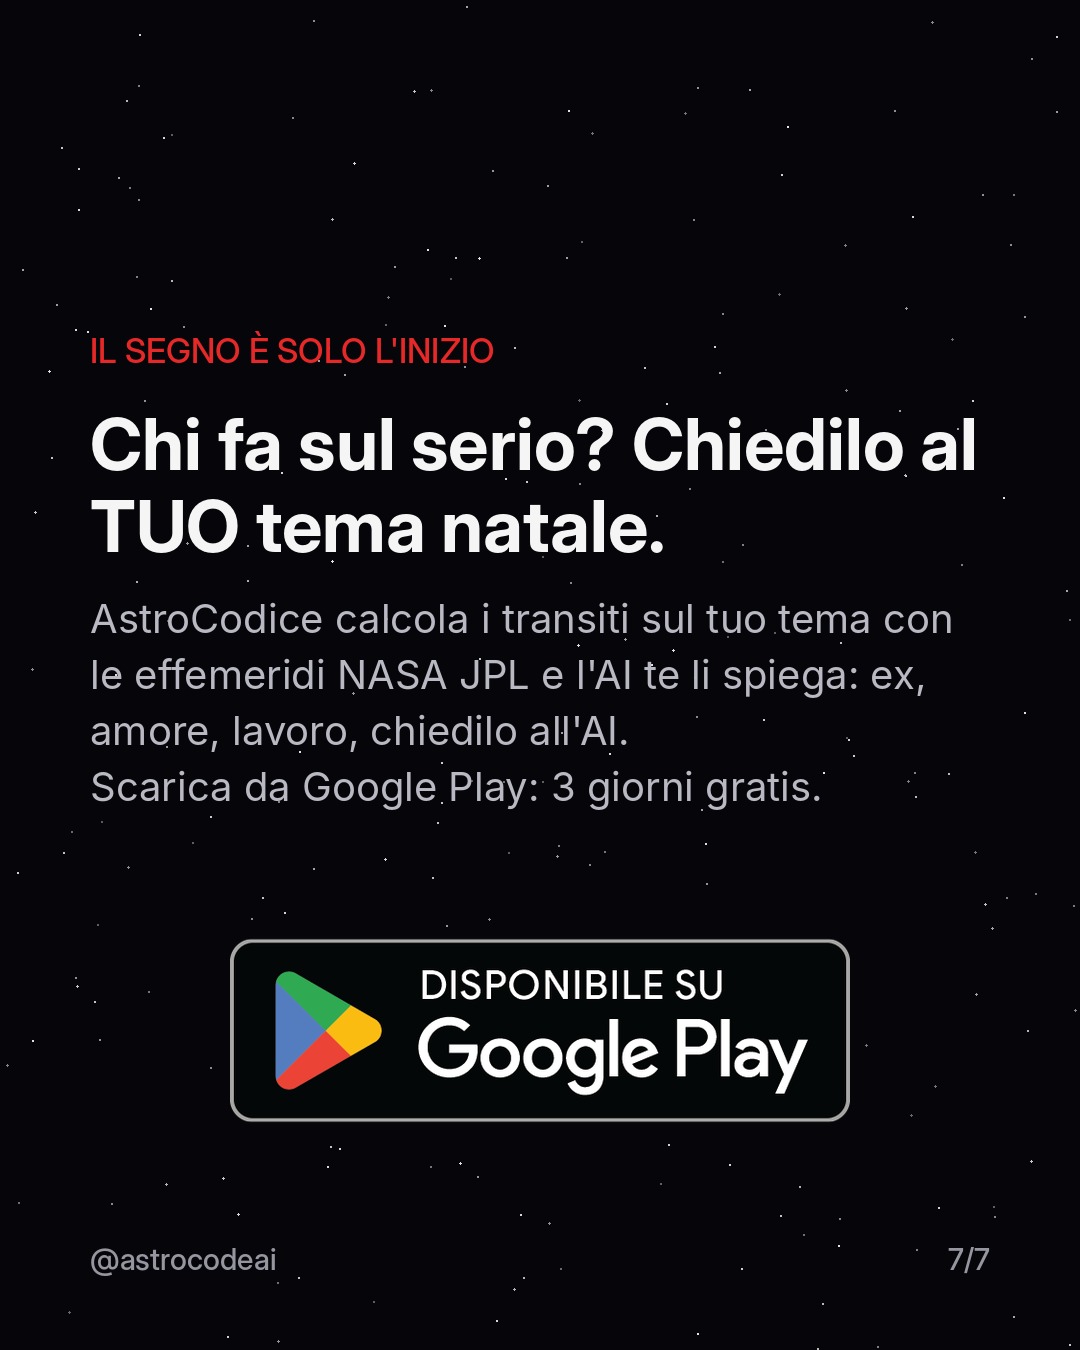 IL SEGNO È SOLO L'INIZIO
Chi fa sul serio? Chiedilo al
TUO tema natale.
AstroCodice calcola i transiti sul tuo tema con
le effemeridi NASA JPL e l'AI te li spiega: ex,
amore, lavoro, chiedilo all'AI.
Scarica da Google Play: 3 giorni gratis.
DISPONIBILE SU
Google Play
@astrocodeai
7/7